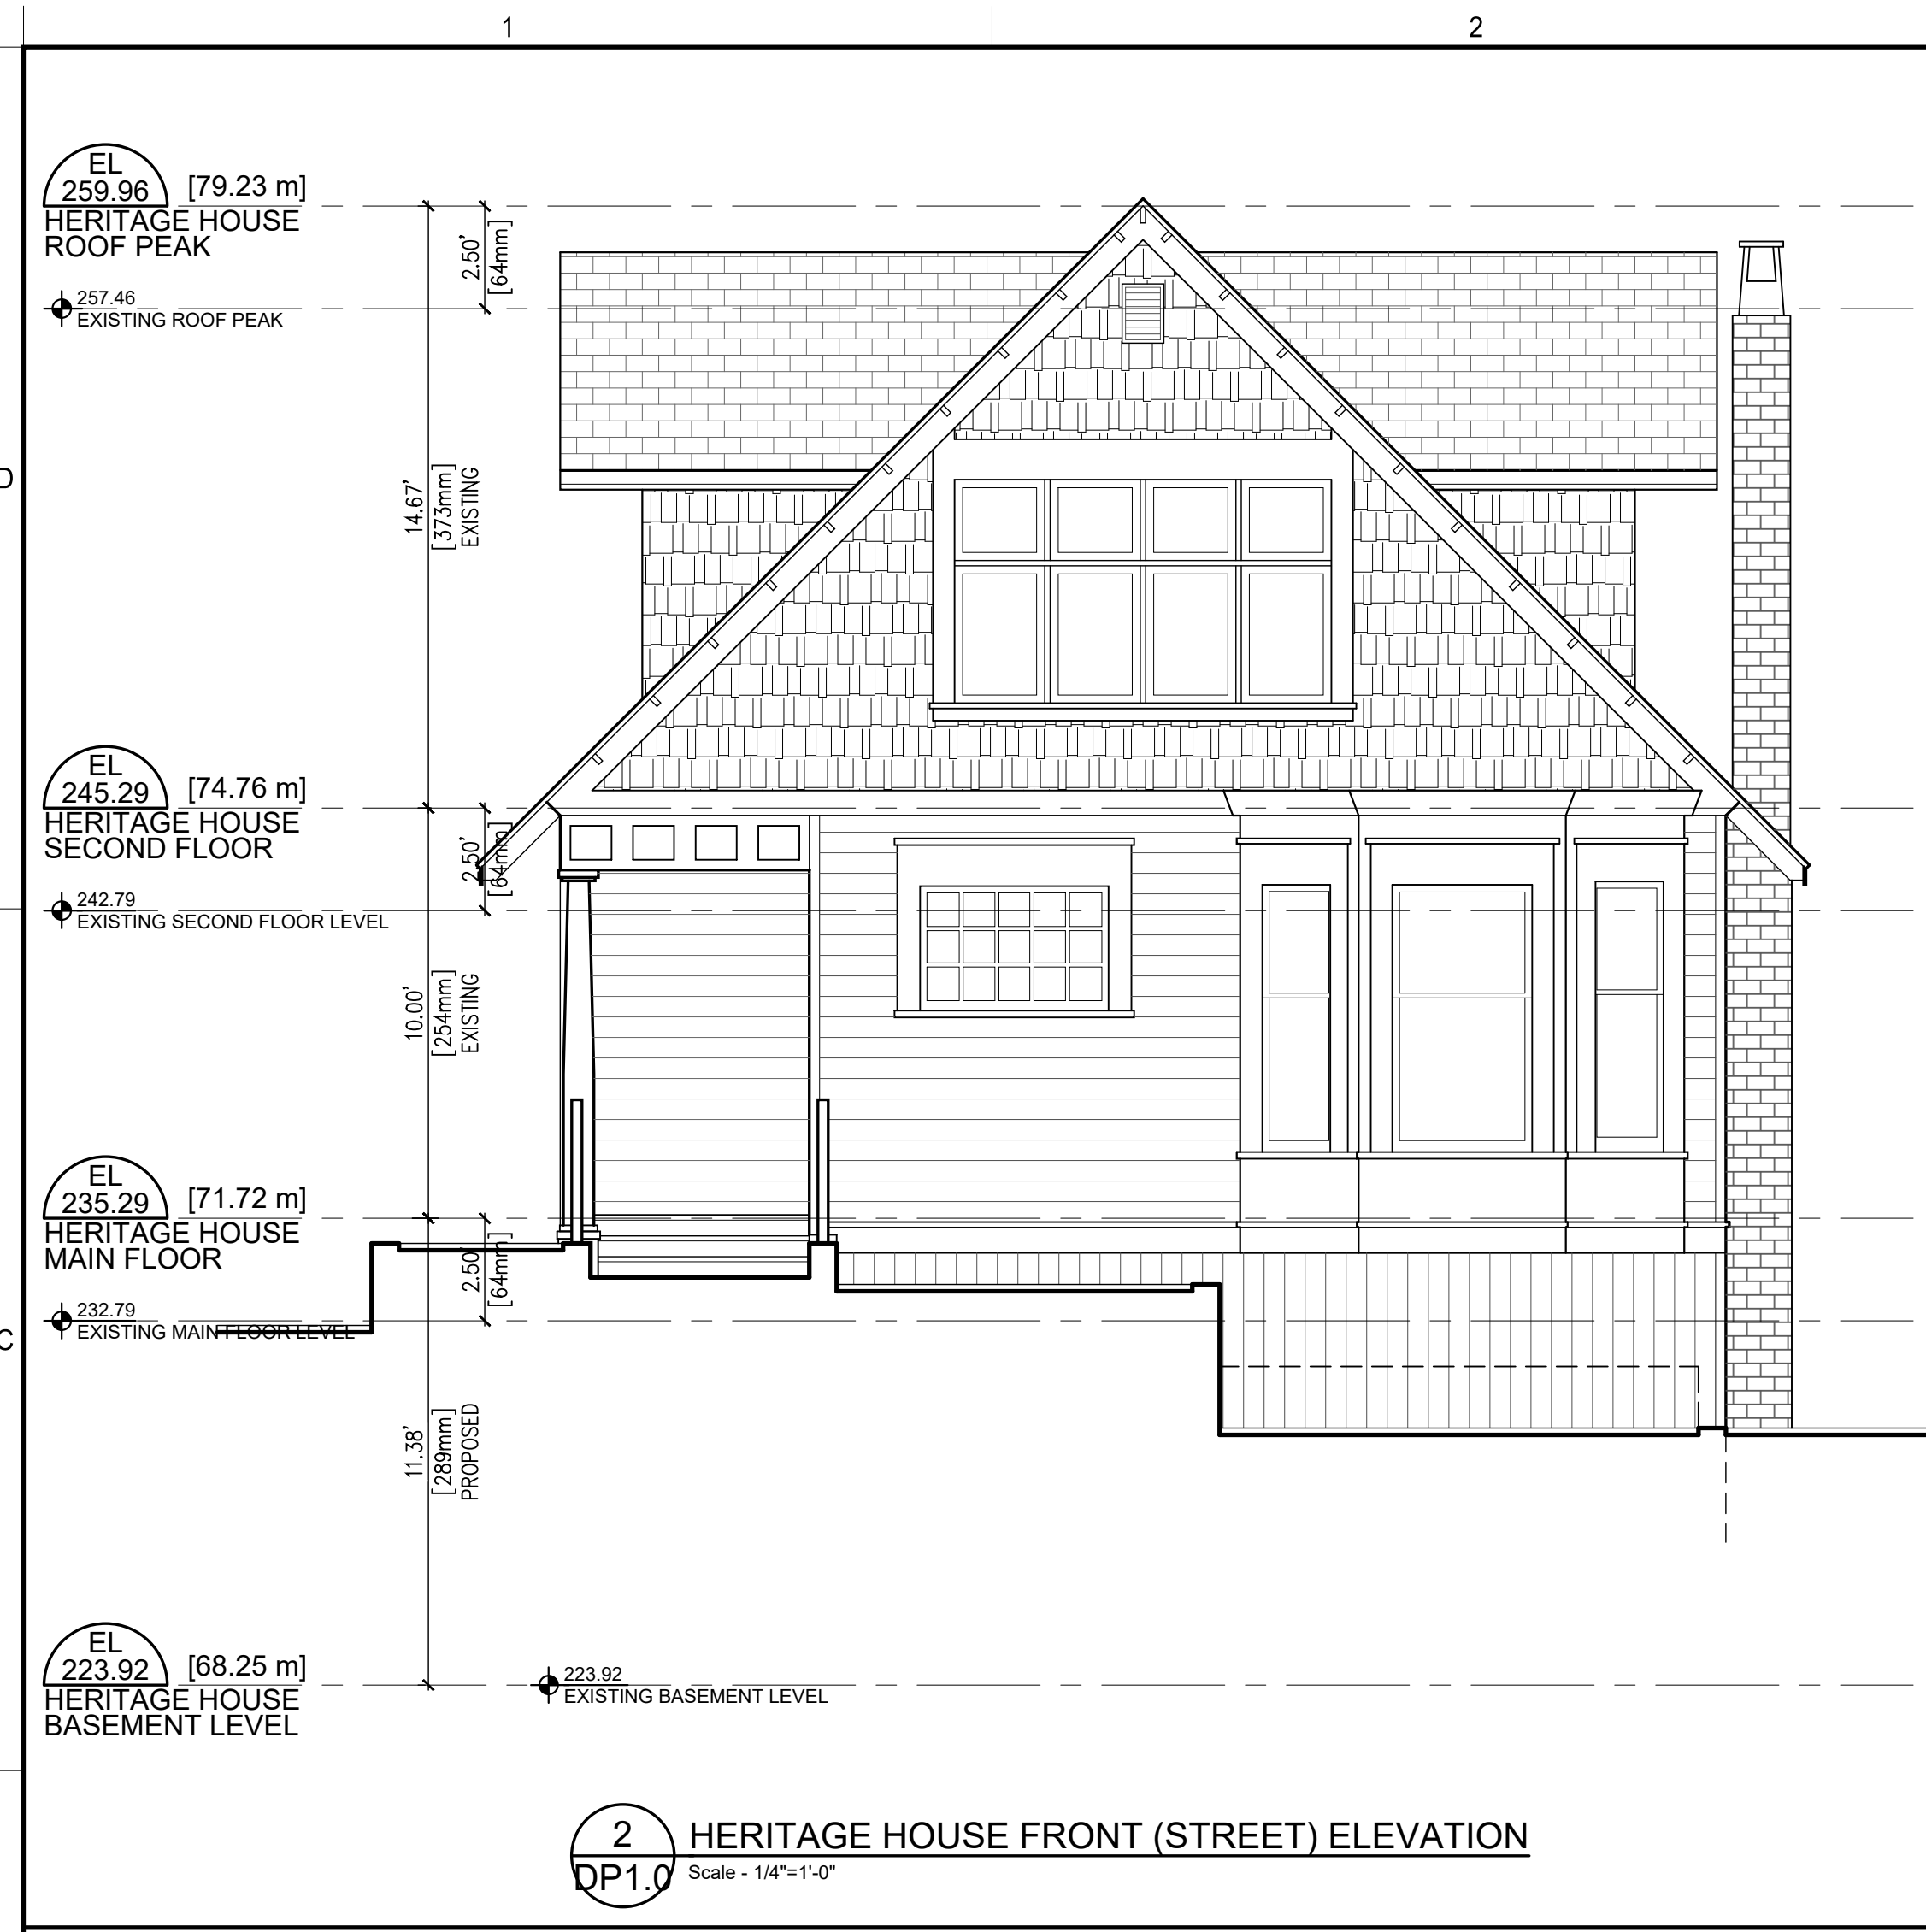 1
2
EL
259.96
[79.23 m]
HERITAGE HOUSE
ROOF PEAK
257.46
EXISTING ROOF PEAK
2.50'
[64mm]
D
14.67'
[373mm]
EXISTING
EL
245.29
[74.76 m]
HERITAGE HOUSE
SECOND FLOOR
242.79
EXISTING SECOND FLOOR LEVEL
2.50'
[64mm]
10.00'
[254mm]
EXISTING
EL
235.29
[71.72 m]
HERITAGE HOUSE
MAIN FLOOR
232.79
EXISTING MAIN FLOOR LEVEL
2.50'
[64mm]
C
11.38'
[289mm]
PROPOSED
EL
223.92
[68.25 m]
HERITAGE HOUSE
BASEMENT LEVEL
223.92
EXISTING BASEMENT LEVEL
2
DP1.0
HERITAGE HOUSE FRONT (STREET) ELEVATION
Scale - 1/4"=1'-0"